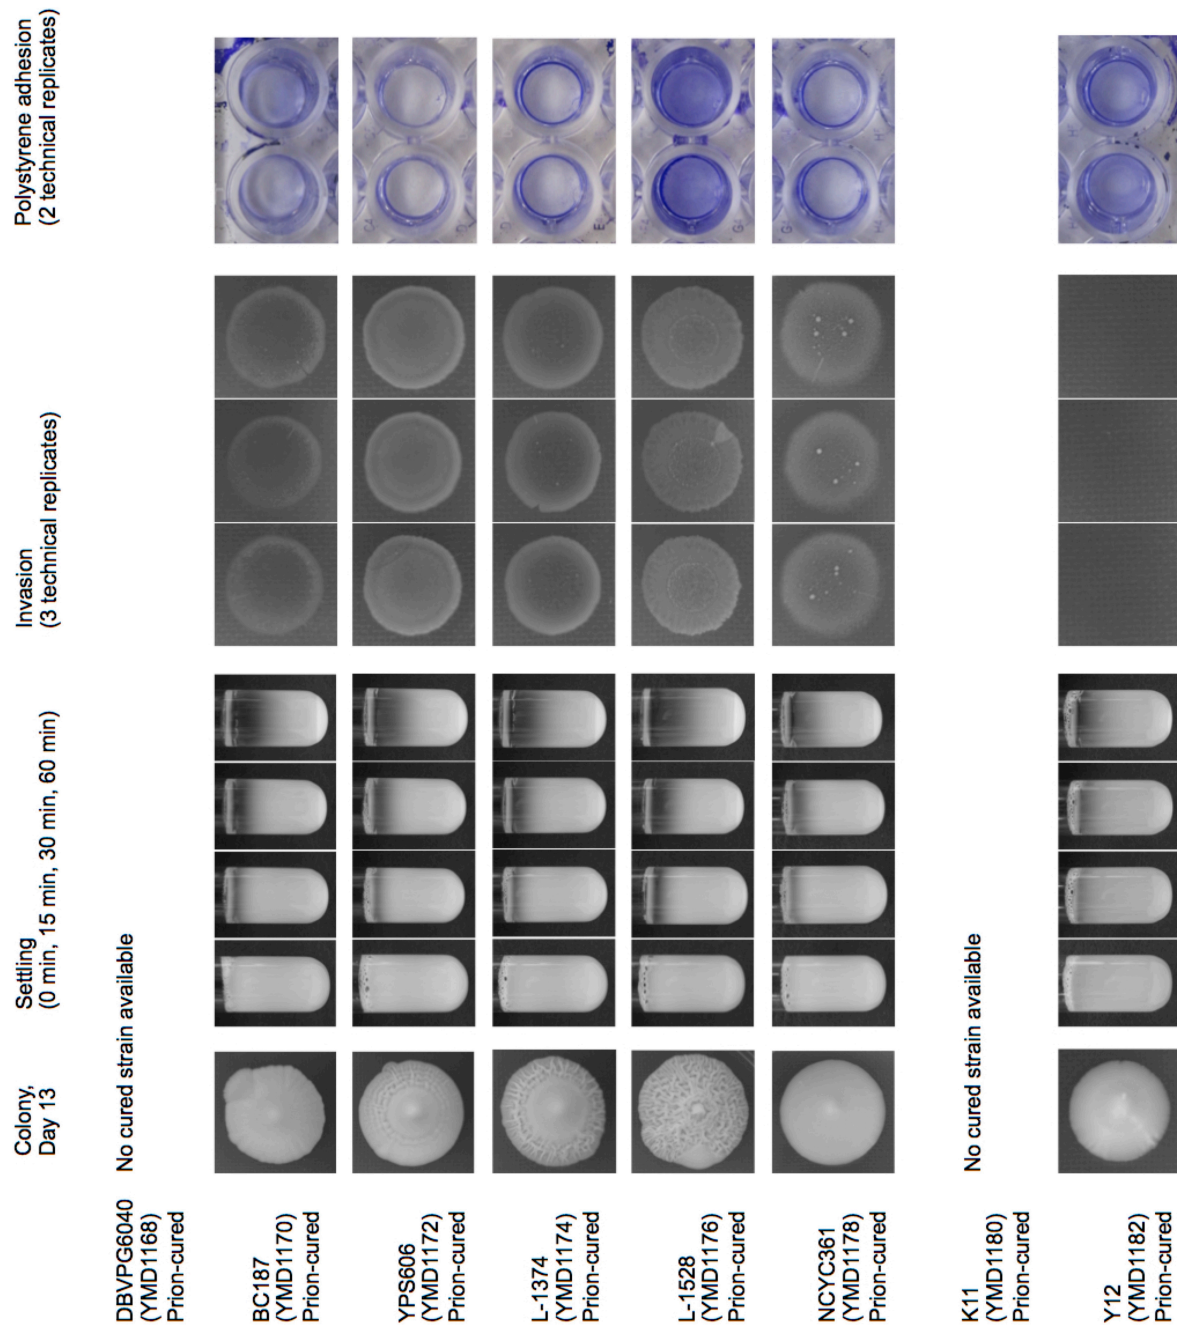 Colony,
Day 13
Settling
(0 min, 15 min, 30 min, 60 min)
Invasion
(3 technical replicates)
Polystyrene adhesion
(2 technical replicates)
DBVPG6040
(YMD1168)
Prion-cured
No cured strain available
BC187
(YMD1170)
Prion-cured
YPS606
(YMD1172)
Prion-cured
L-1374
(YMD1174)
Prion-cured
L-1528
(YMD1176)
Prion-cured
NCYC361
(YMD1178)
Prion-cured
K11
(YMD1180)
Prion-cured
No cured strain available
Y12
(YMD1182)
Prion-cured